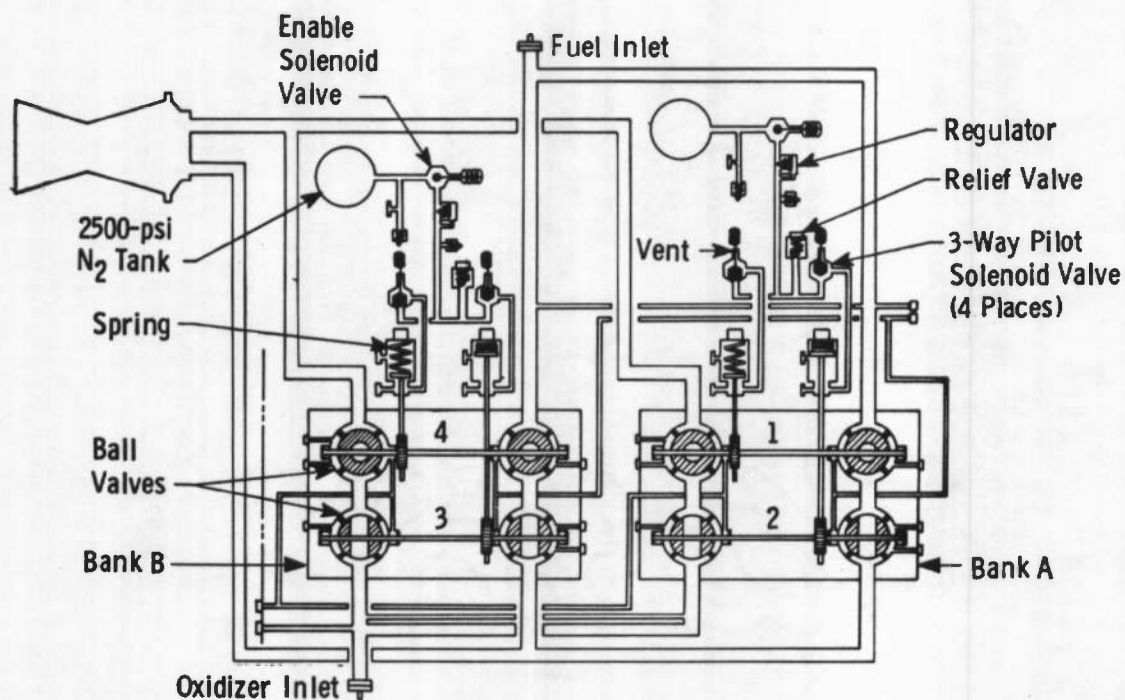 Enable
Solenoid
Valve
Fuel Inlet
Regulator
Relief Valve
2500-psi
N2 Tank
Vent
3-Way Pilot
Solenoid Valve
(4 Places)
Spring
4
1
Ball
Valves
3
2
Bank B
Bank A
Oxidizer Inlet